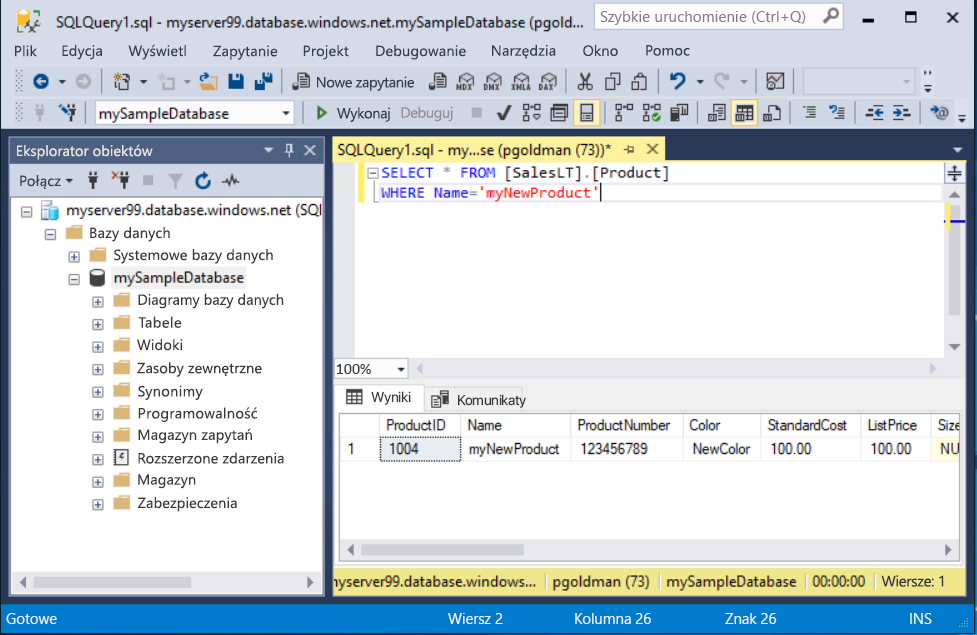 SQLQuery1.sql - myserver99.database.windows.net.mySampleDatabase (pgold...
Szybkie uruchomienie (Ctrl+Q)
Plik Edycja Wyświetl Zapytanie Projekt Debugowanie Narzędzia Okno Pomoc
Nowe zapytanie MDX DMX XMLA DAX
mySampleDatabase Wykonaj Debuguj
Eksplorator obiektów
Połącz
myserver99.database.windows.net (SQl
Bazy danych
Systemowe bazy danych
mySampleDatabase
Diagramy bazy danych
Tabele
Widoki
Zasoby zewnętrzne
Synonimy
Programowalność
Magazyn zapytań
Rozszerzone zdarzenia
Magazyn
Zabezpieczenia
SQLQuery1.sql - my...se (pgoldman (73))*
SELECT * FROM [SalesLT].[Product]
WHERE Name='myNewProduct'
100%
Wyniki Komunikaty
ProductID Name ProductNumber Color StandardCost ListPrice Size
1 1004 myNewProduct 123456789 NewColor 100.00 100.00 NU
nyserver99.database.windows... pgoldman (73) mySampleDatabase 00:00:00 Wiersze: 1
Gotowe Wiersz 2 Kolumna 26 Znak 26 INS